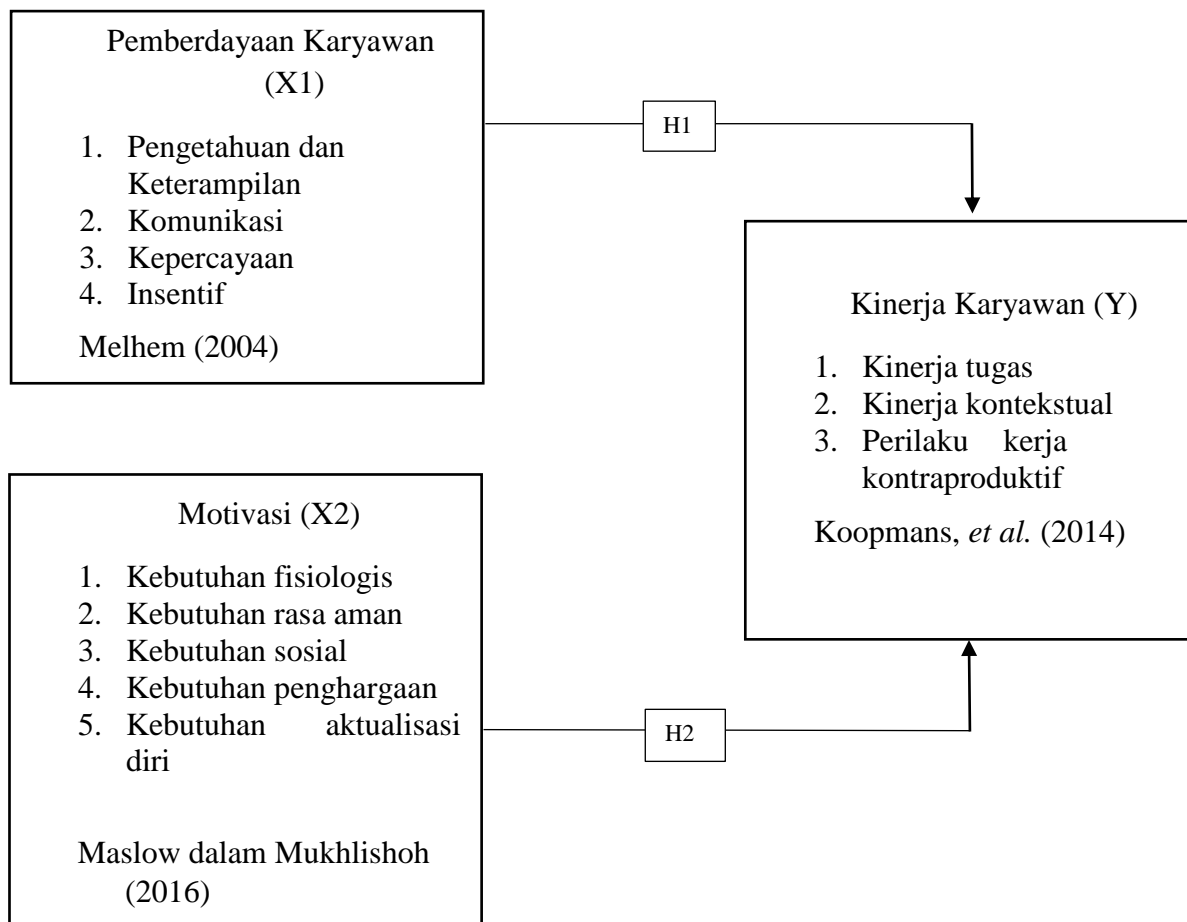 Pemberdayaan Karyawan
(X1)
1. Pengetahuan dan
Keterampilan
2. Komunikasi
3. Kepercayaan
4. Insentif
Melhem (2004)
H1
Kinerja Karyawan (Y)
1. Kinerja tugas
2. Kinerja kontekstual
3. Perilaku kerja
kontraproduktif
Koopmans, et al. (2014)
Motivasi (X2)
1. Kebutuhan fisiologis
2. Kebutuhan rasa aman
3. Kebutuhan sosial
4. Kebutuhan penghargaan
5. Kebutuhan aktualisasi
diri
Maslow dalam Mukhlishoh
(2016)
H2